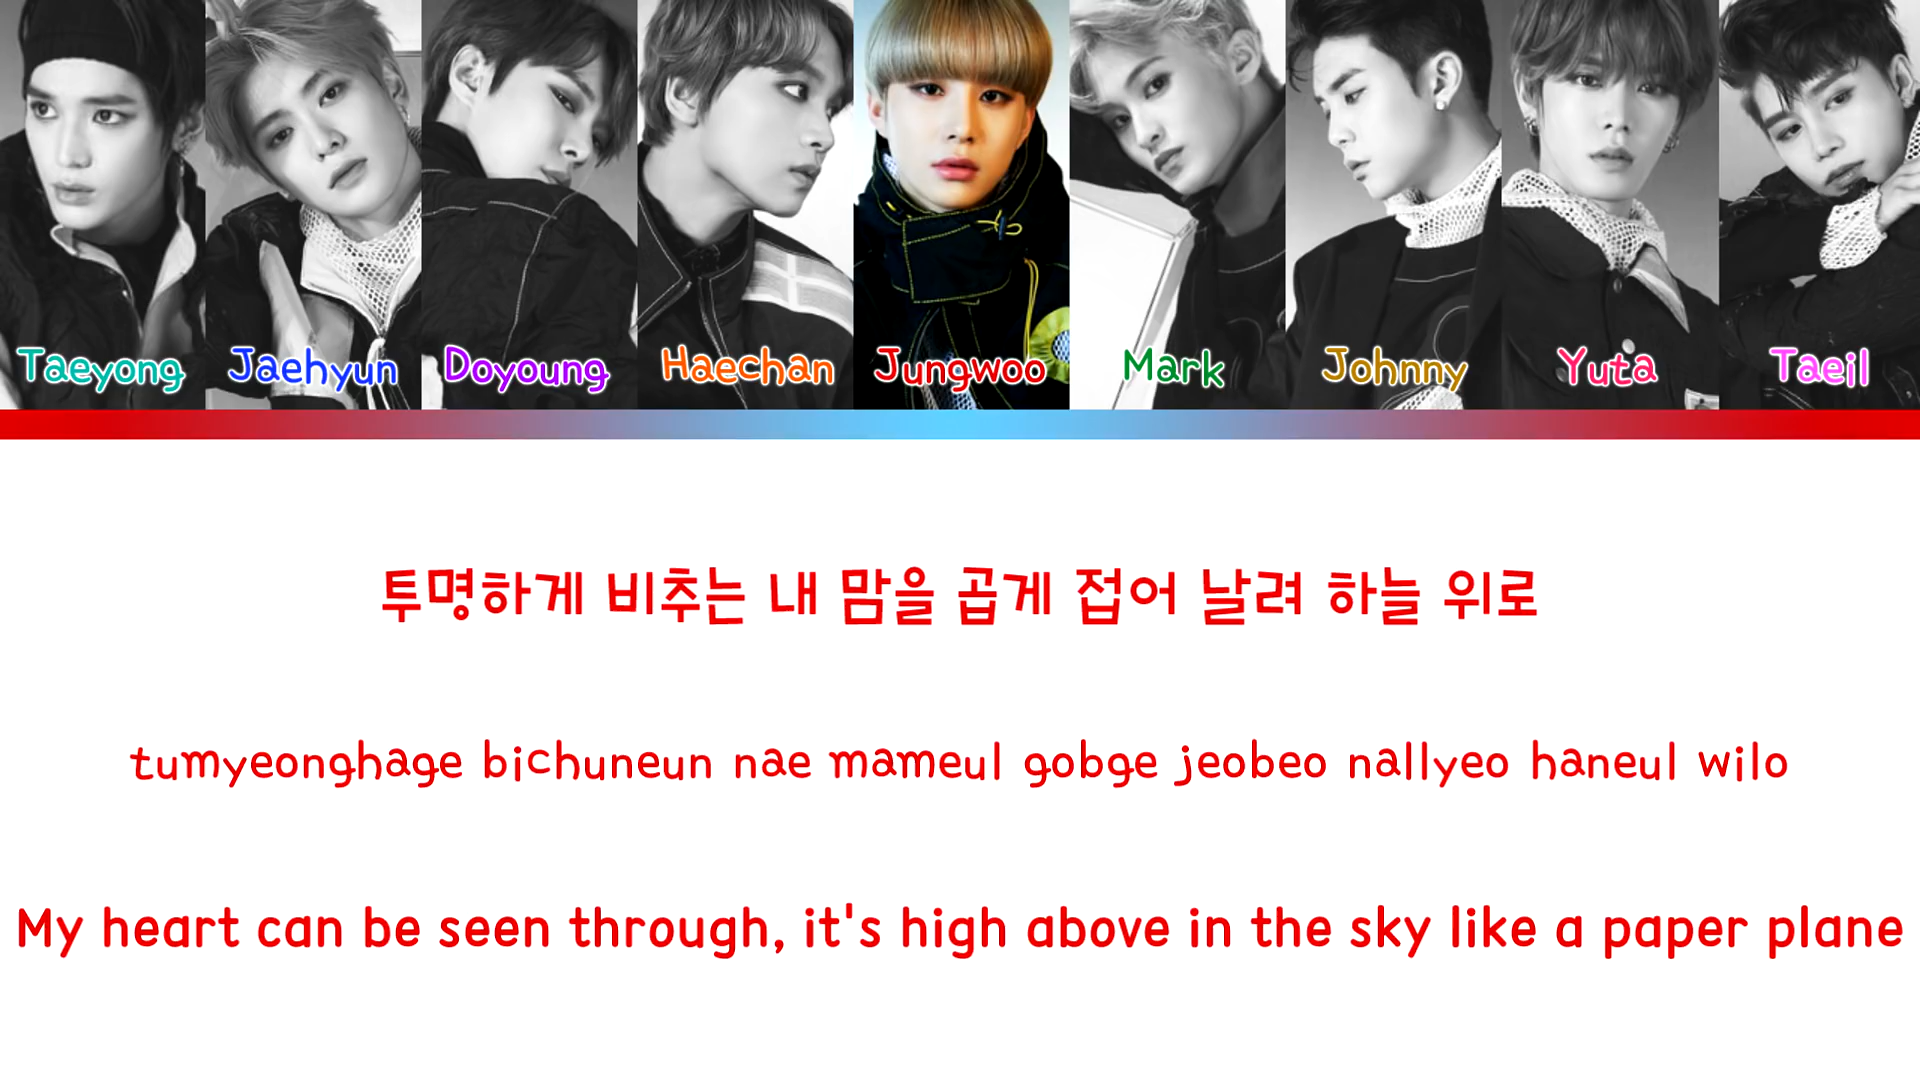 Taeyong Jaehyun Doyoung Haechan Jungwoo Mark Johnny Yuta Taeil
투명하게 비추는 내 맘을 곱게 접어 날려 하늘 위로
tumyeonghage bichuneun nae mameul gobge jeobeo nallyeo haneul wilo
My heart can be seen through, it's high above in the sky like a paper plane